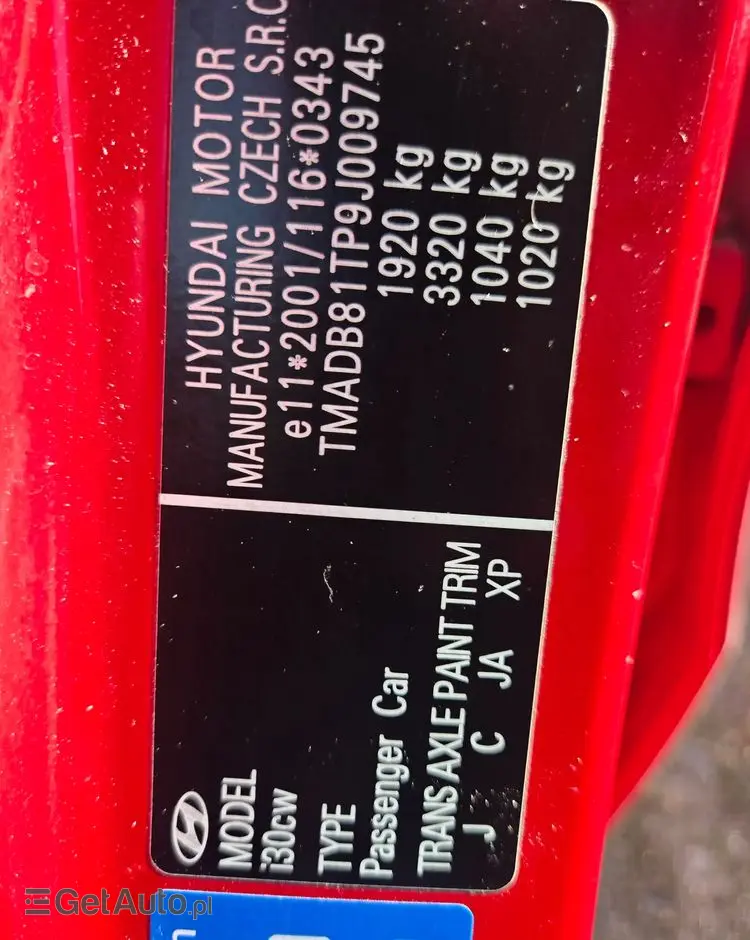 HYUNDAI MOTOR
MANUFACTURING CZECH S.R.O
e11*2001/116*0343
TMADB81TP9J009745
1920 kg
3320 kg
1040 kg
1020 kg
MODEL
i30cw
TYPE
Passenger Car
TRANS AXLE PAINT TRIM
J C JA XP
GetAuto.pl